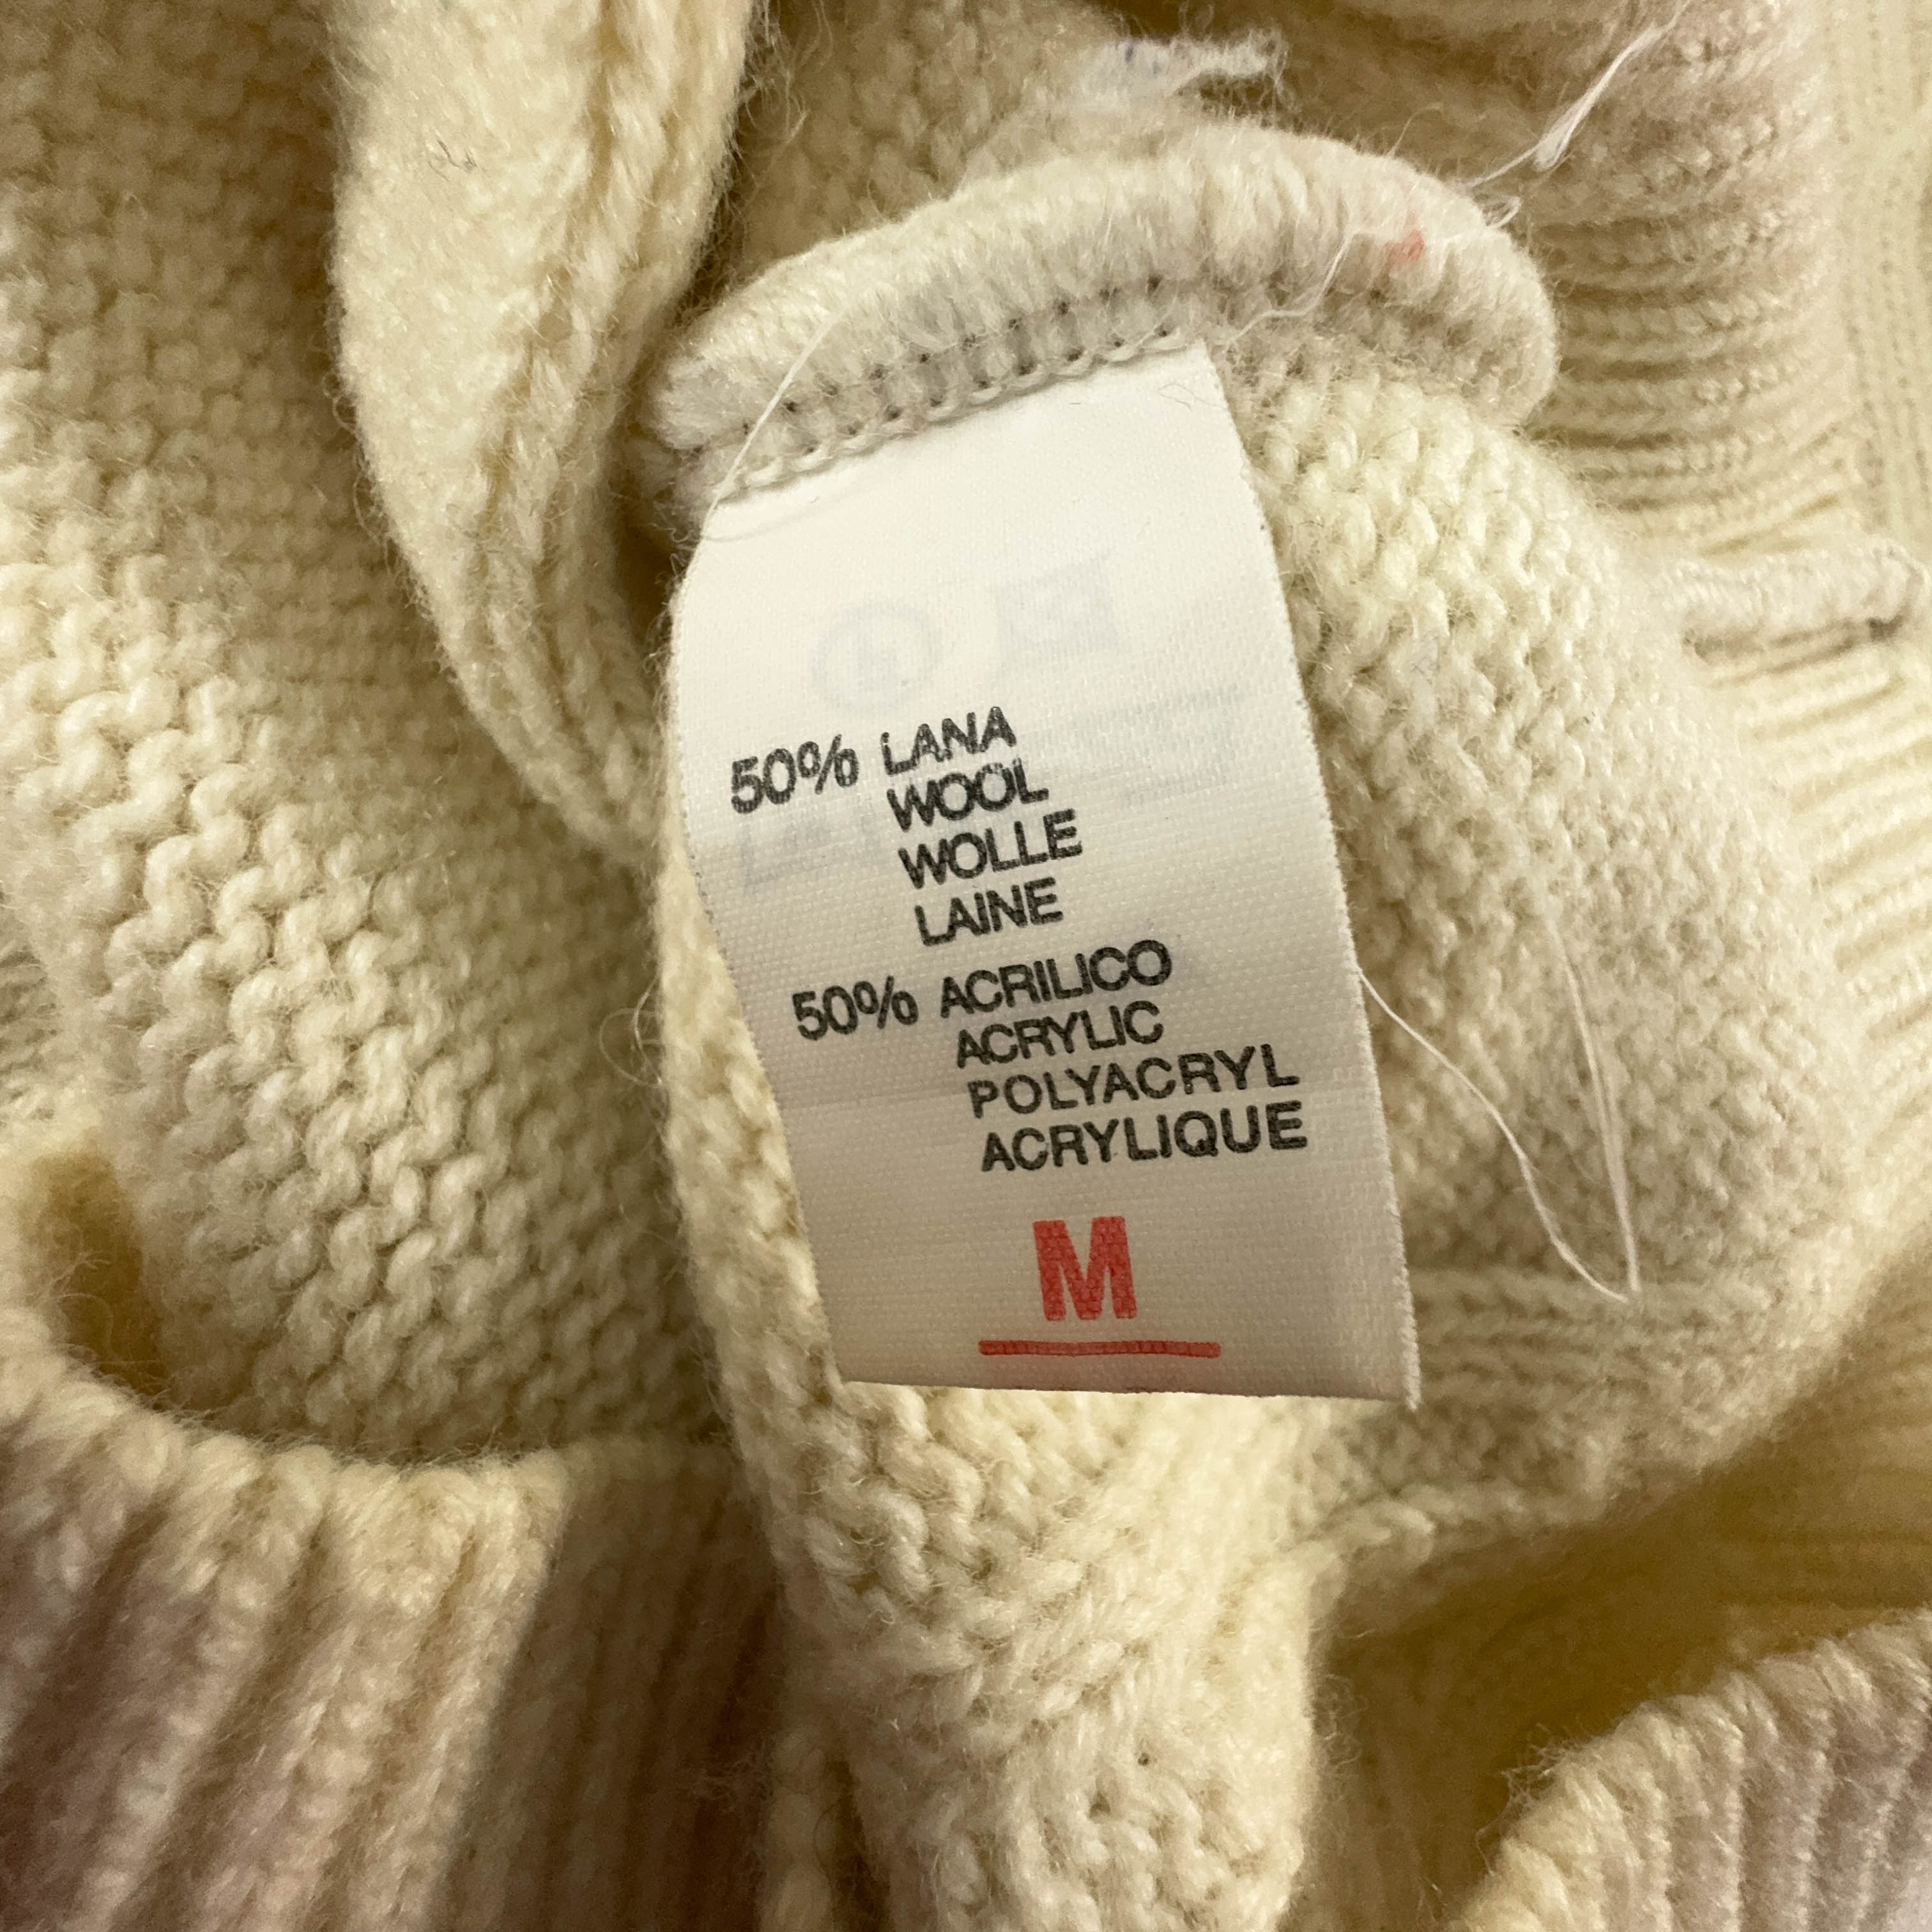 50% LANA
WOOL
WOLLE
LAINE
50% ACRILICO
ACRYLIC
POLYACRYL
ACRYLIQUE
M